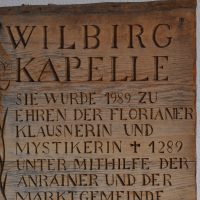 WILBIRG
KAPELLE
SIE WURDE 1989 ZU
EHREN DER FLORIANER
KLAUSNERIN UND
MYSTIKERIN ✝ 1289
UNTER MITHILFE DER
ANRAINER UND DER
MARKTGEMEINDE